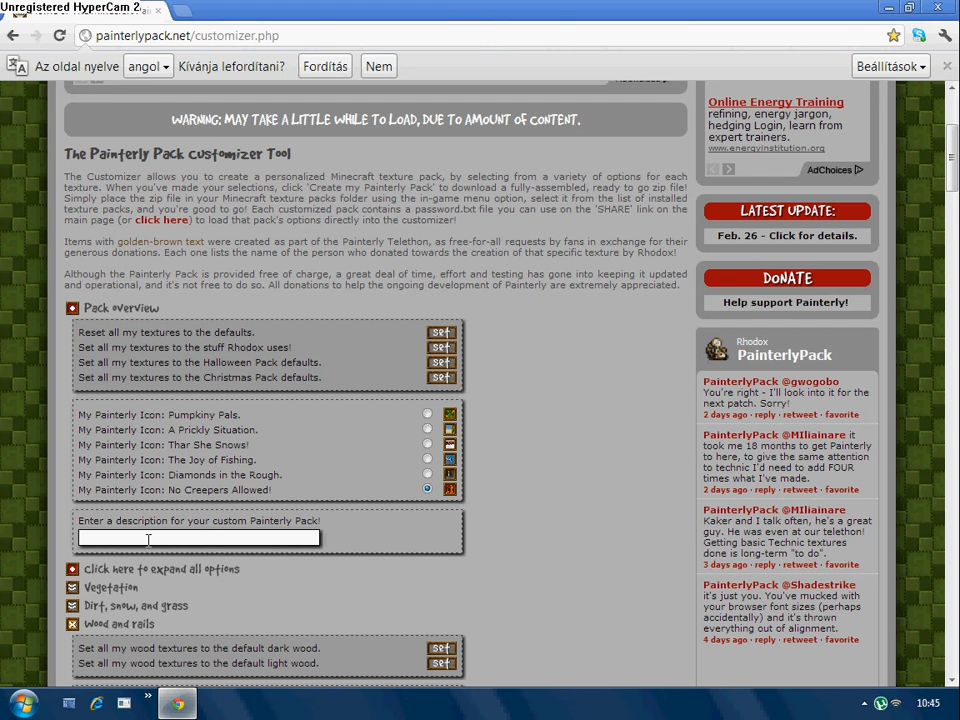 Unregistered HyperCam 2
painterlypack.net/customizer.php
Az oldal nyelve angol Kívánja lefordítani? Fordítás Nem Beállítások
WARNING: MAY TAKE A LITTLE WHILE TO LOAD, DUE TO AMOUNT OF CONTENT.
The Painterly Pack Customizer Tool
The Customizer allows you to create a personalized Minecraft texture pack, by selecting from a variety of options for each
texture. When you've made your selections, click 'Create my Painterly Pack' to download a fully-assembled, ready to go zip file!
Simply place the zip file in your Minecraft texture packs folder using the in-game menu option, select it from the list of installed
texture packs, and you're good to go! Each customized pack contains a password.txt file you can use on the 'SHARE' link on the
main page (or click here) to load that pack's options directly into the customizer!
Items with golden-brown text were created as part of the Painterly Telethon, as free-for-all requests by fans in exchange for their
generous donations. Each one lists the name of the person who donated towards the creation of that specific texture by Rhodox!
Although the Painterly Pack is provided free of charge, a great deal of time, effort and testing has gone into keeping it updated
and operational, and it's not free to do so. All donations to help the ongoing development of Painterly are extremely appreciated.
Pack overview
Reset all my textures to the defaults. set
Set all my textures to the stuff Rhodox uses! set
Set all my textures to the Halloween Pack defaults. set
Set all my textures to the Christmas Pack defaults. set
My Painterly Icon: Pumpkiny Pals.
My Painterly Icon: A Prickly Situation.
My Painterly Icon: Thar She Snows!
My Painterly Icon: The Joy of Fishing.
My Painterly Icon: Diamonds in the Rough.
My Painterly Icon: No Creepers Allowed!
Enter a description for your custom Painterly Pack!
Click here to expand all options
Vegetation
Dirt, snow, and grass
Wood and rails
Set all my wood textures to the default dark wood. set
Set all my wood textures to the default light wood. set
Online Energy Training
refining, energy jargon,
hedging Login, learn from
expert trainers.
www.energyinstitution.org
AdChoices
LATEST UPDATE:
Feb. 26 - Click for details.
DONATE
Help support Painterly!
Rhodox
PainterlyPack
PainterlyPack @gwogobo
You're right - I'll look into it for the
next patch. Sorry!
2 days ago · reply · retweet · favorite
PainterlyPack @MIliainare it
took me 18 months to get Painterly
to here, to give the same attention
to technic I'd need to add FOUR
times what I've made.
2 days ago · reply · retweet · favorite
PainterlyPack @MIliainare
Kaker and I talk often, he's a great
guy. He was even at our telethon!
Getting basic Technic textures
done is long-term "to do".
3 days ago · reply · retweet · favorite
PainterlyPack @Shadestrike
it's just you. You've mucked with
your browser font sizes (perhaps
accidentally) and it's thrown
everything out of alignment.
4 days ago · reply · retweet · favorite
10:45